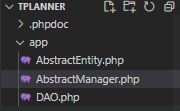 TPLANNER
.phpdoc
app
AbstractEntity.php
AbstractManager.php
DAO.php